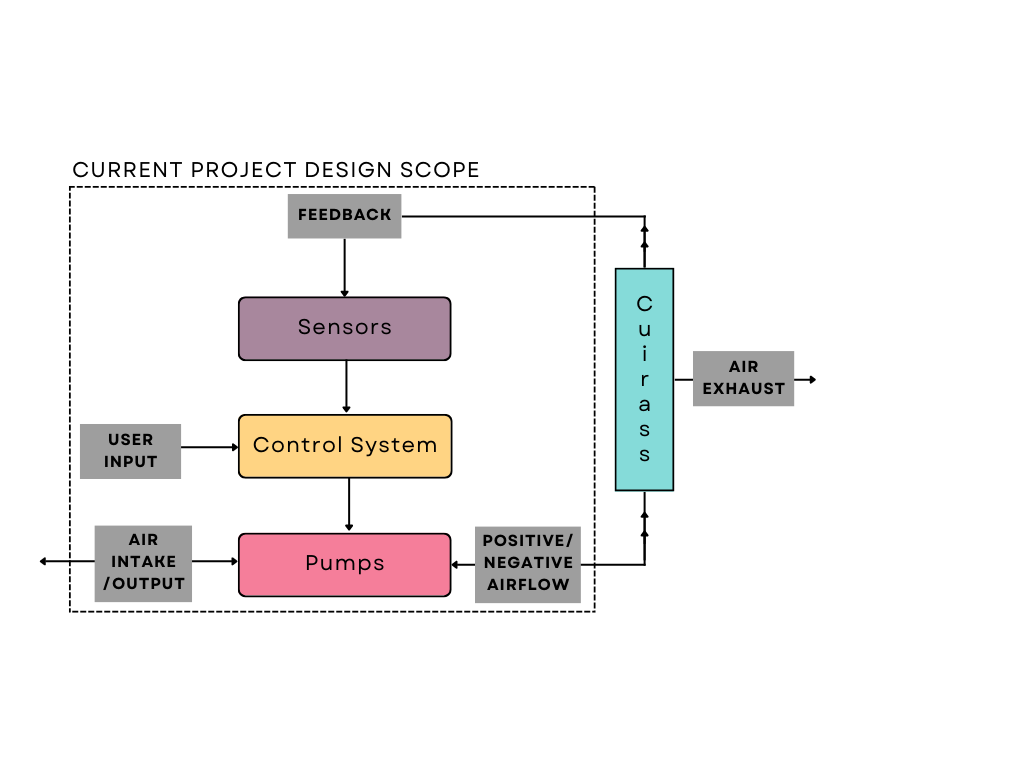 CURRENT PROJECT DESIGN SCOPE
FEEDBACK
Sensors
Cuirass
AIR
EXHAUST
USER
INPUT
Control System
AIR
INTAKE
/OUTPUT
Pumps
POSITIVE/
NEGATIVE
AIRFLOW